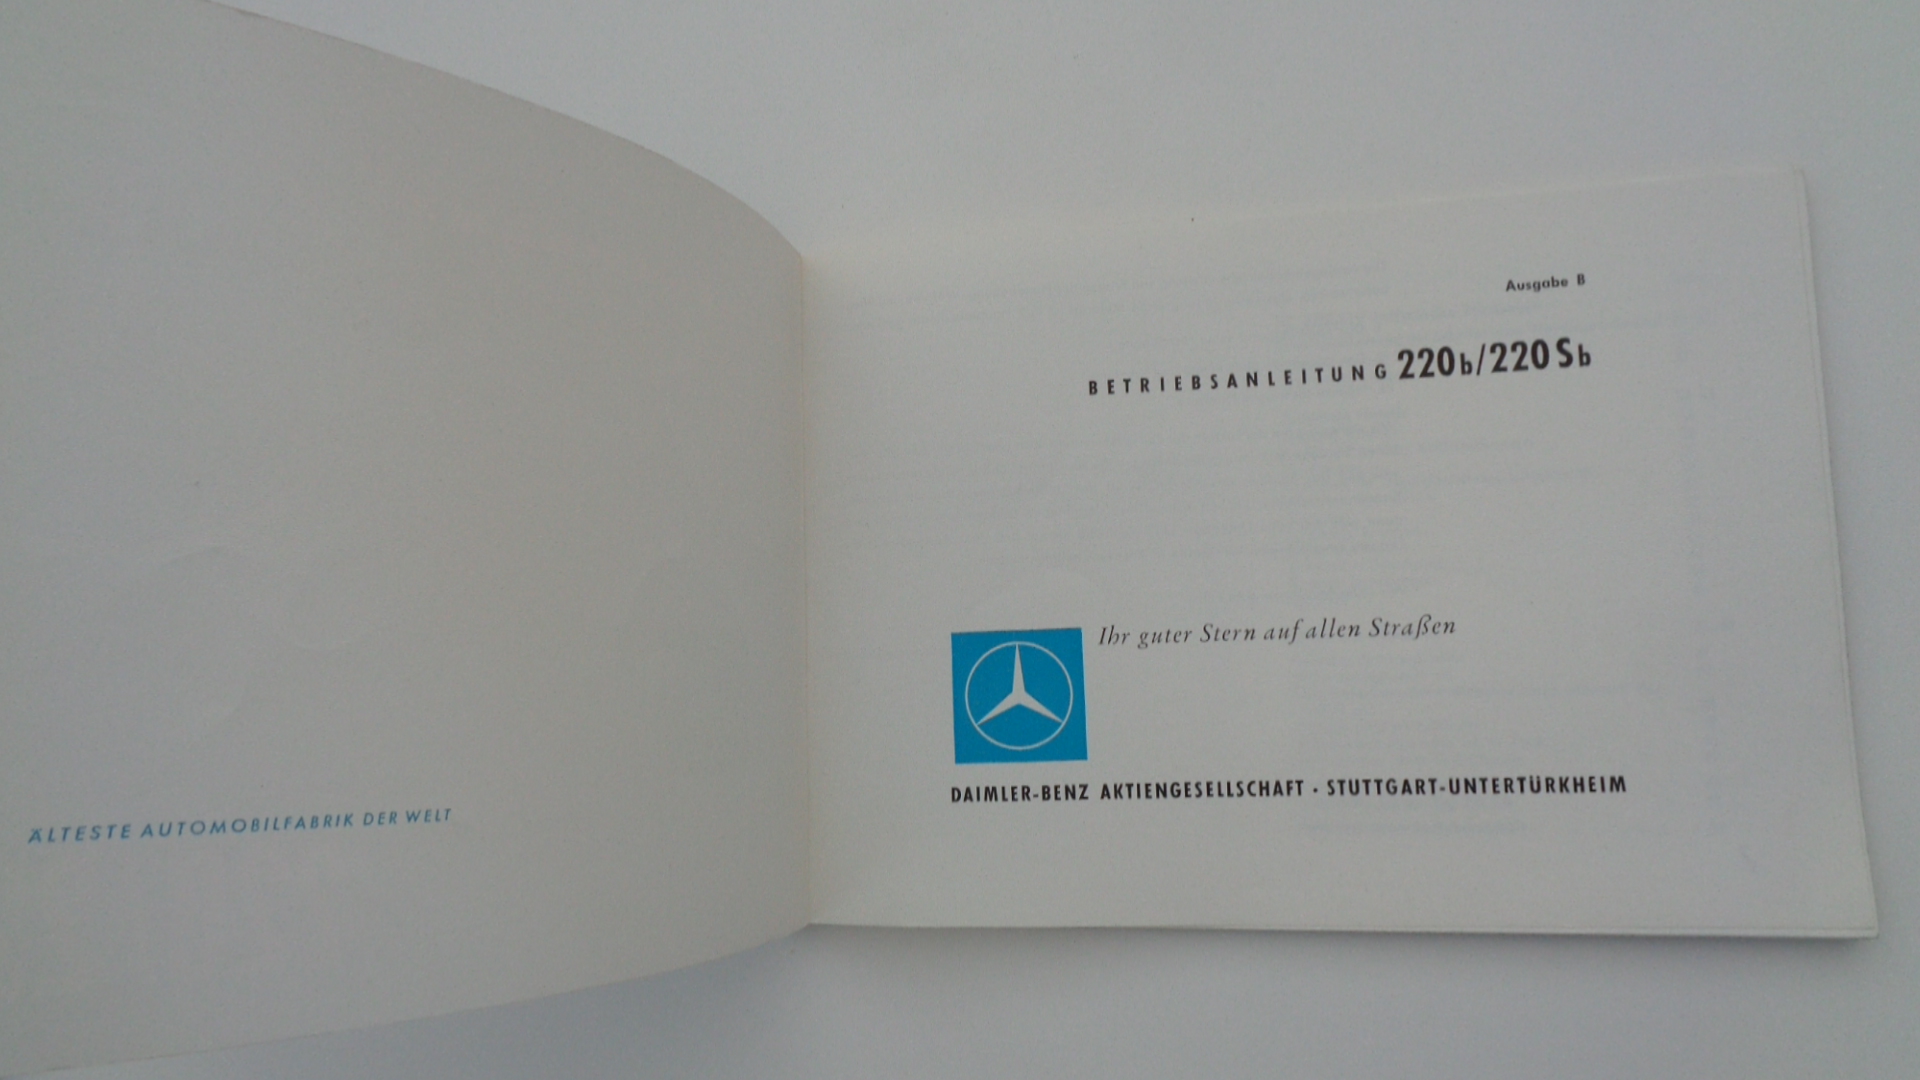 ÄLTESTE AUTOMOBILFABRIK DER WELT
Ausgabe B
BETRIEBSANLEITUNG 220b/220Sb
Ihr guter Stern auf allen Straßen
DAIMLER-BENZ AKTIENGESELLSCHAFT · STUTTGART-UNTERTÜRKHEIM